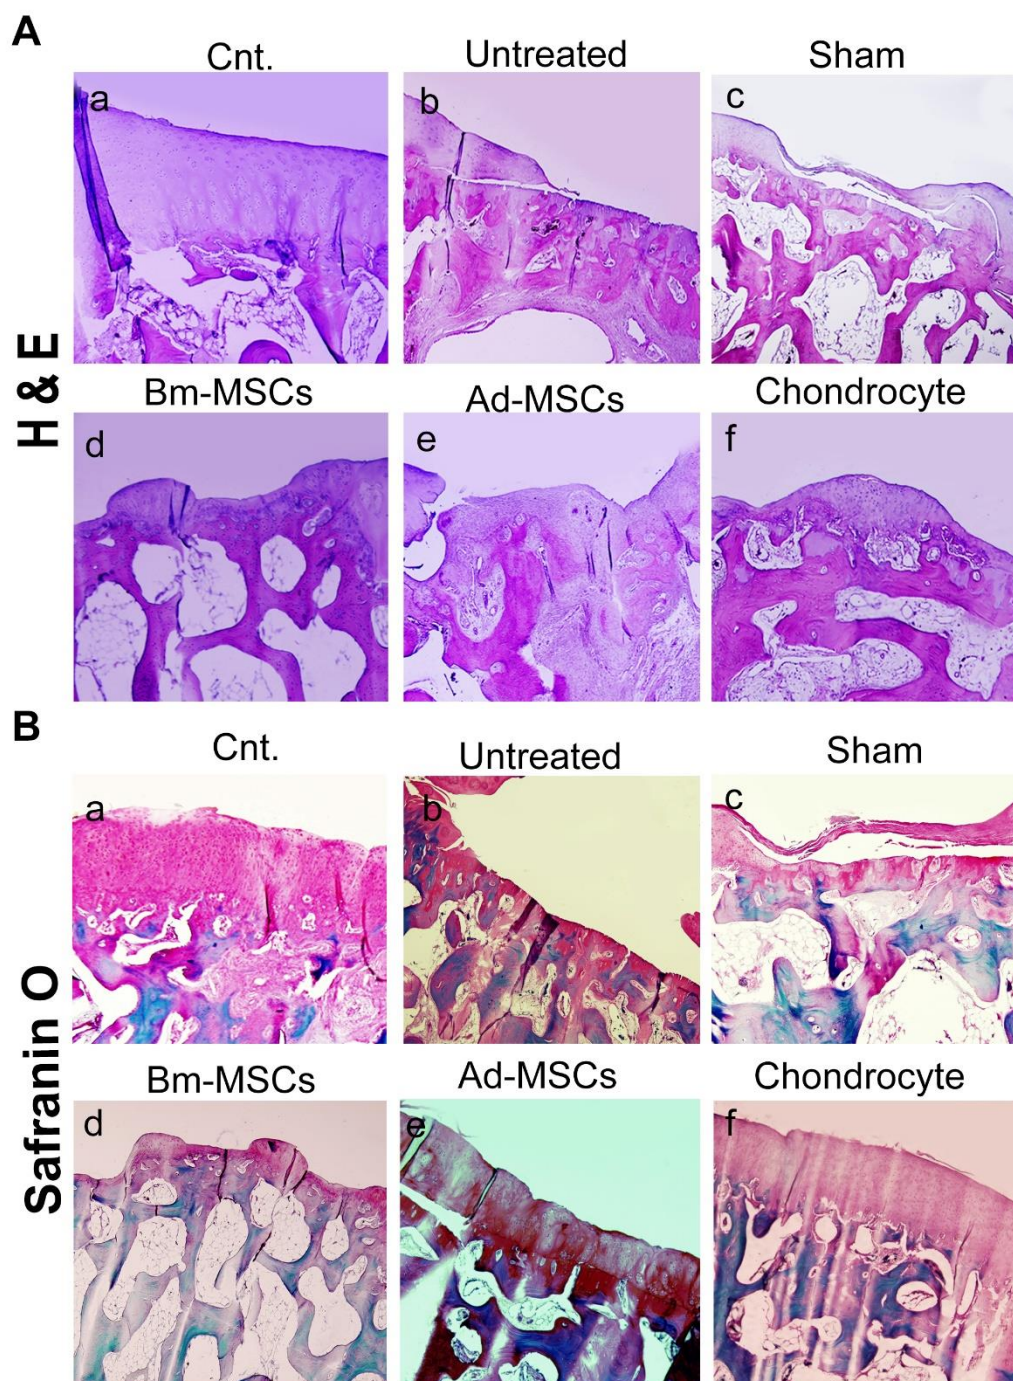 A
Cnt.
Untreated
Sham
a
b
c
H & E
Bm-MSCs
Ad-MSCs
Chondrocyte
d
e
f
B
Cnt.
Untreated
Sham
a
b
c
Safranin O
Bm-MSCs
Ad-MSCs
Chondrocyte
d
e
f